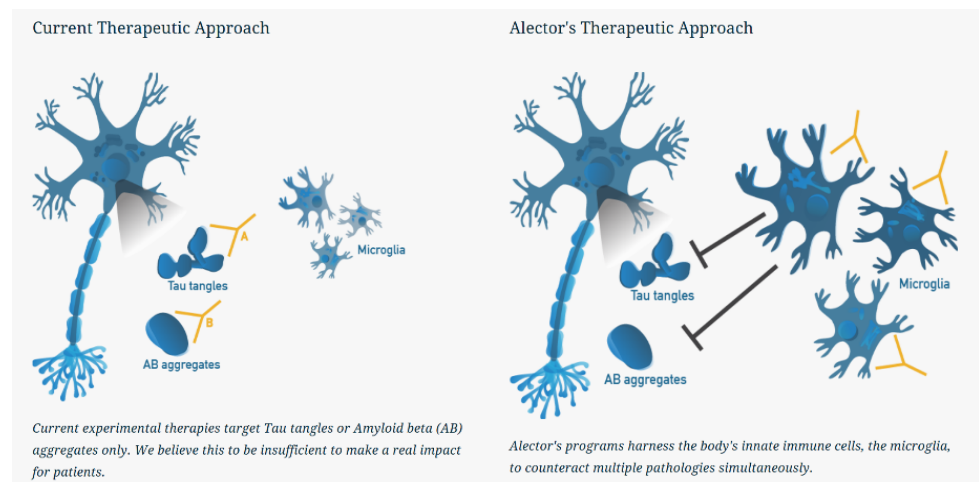 Current Therapeutic Approach
A
Microglia
Tau tangles
B
AB aggregates
Current experimental therapies target Tau tangles or Amyloid beta (AB)
aggregates only. We believe this to be insufficient to make a real impact
for patients.
Alector's Therapeutic Approach
Microglia
Tau tangles
AB aggregates
Alector's programs harness the body's innate immune cells, the microglia,
to counteract multiple pathologies simultaneously.